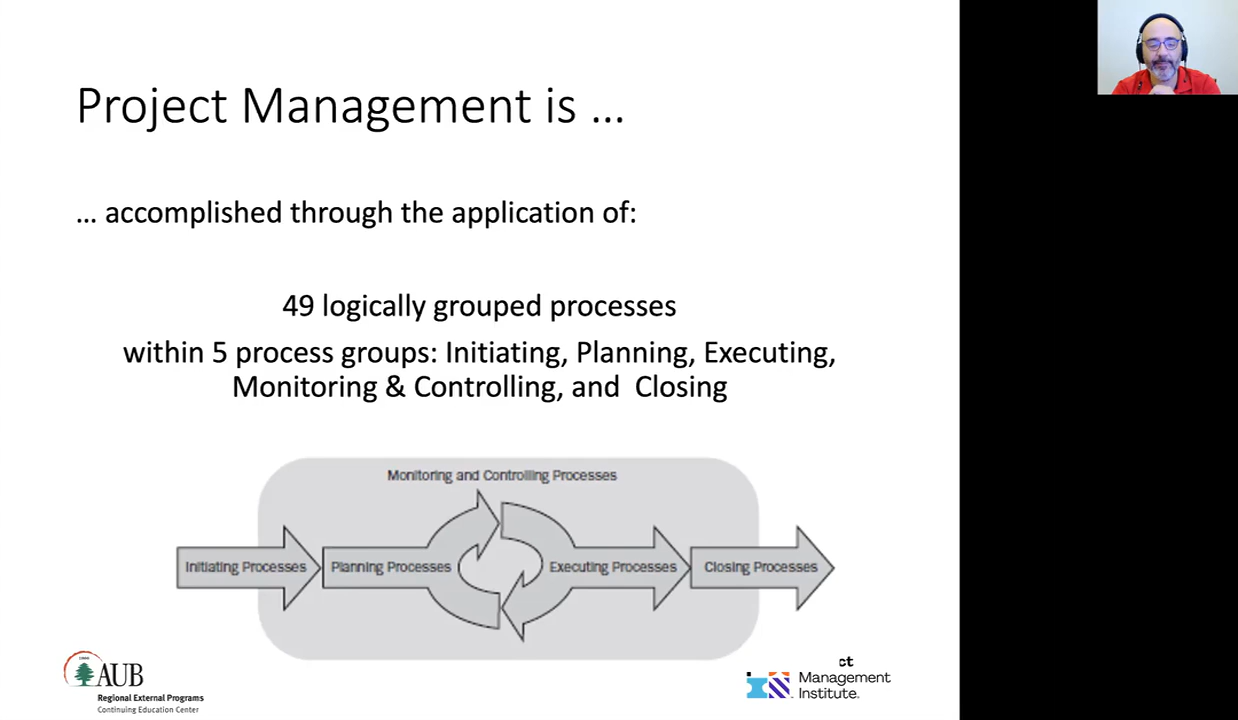 Project Management is ...
... accomplished through the application of:
49 logically grouped processes
within 5 process groups: Initiating, Planning, Executing,
Monitoring & Controlling, and Closing
Monitoring and Controlling Processes
Initiating Processes
Planning Processes
Executing Processes
Closing Processes
AUB
Regional External Programs
Continuing Education Center
ct
Management
Institute.